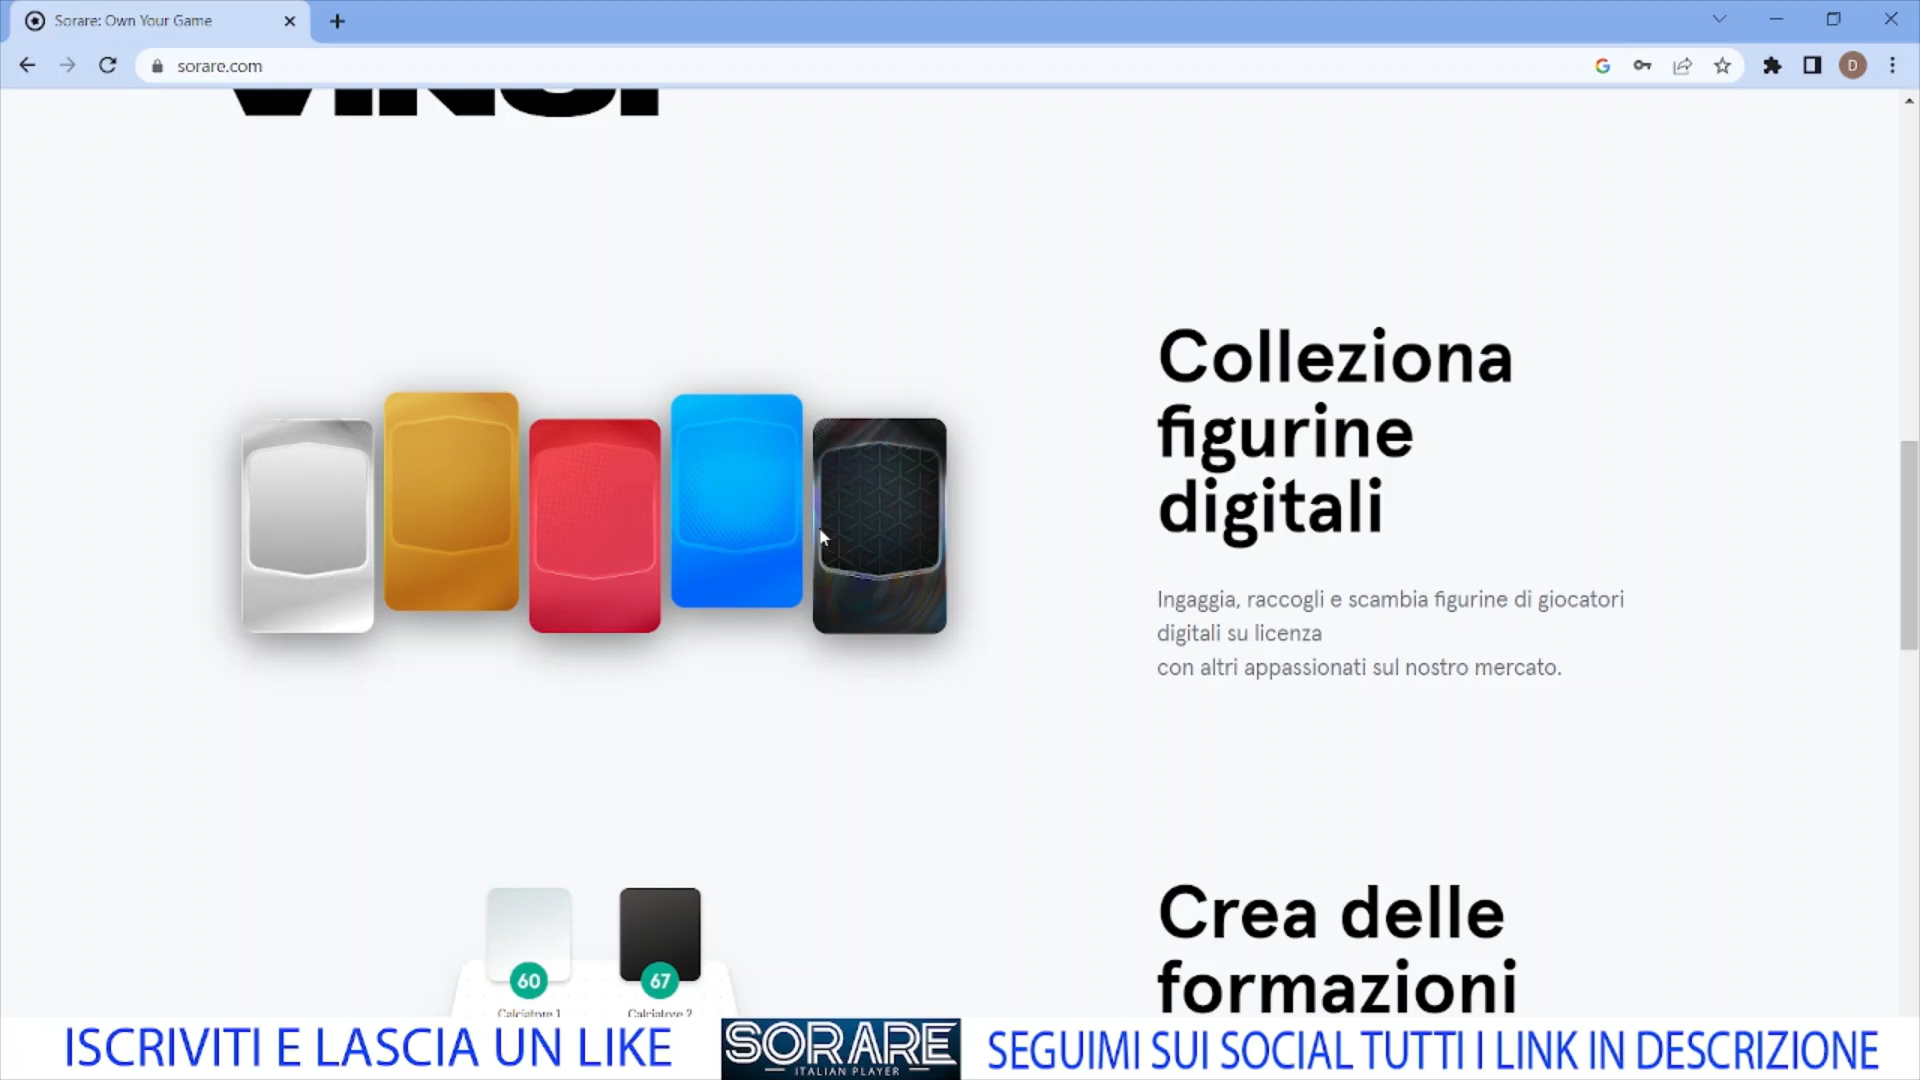 Sorare: Own Your Game
sorare.com
D
Colleziona
figurine
digitali
Ingaggia, raccogli e scambia figurine di giocatori
digitali su licenza
con altri appassionati sul nostro mercato.
60
67
Calciatore 1
Calciatore 2
Crea delle
formazioni
ISCRIVITI E LASCIA UN LIKE
SORARE
ITALIAN PLAYER
SEGUIMI SUI SOCIAL TUTTI I LINK IN DESCRIZIONE